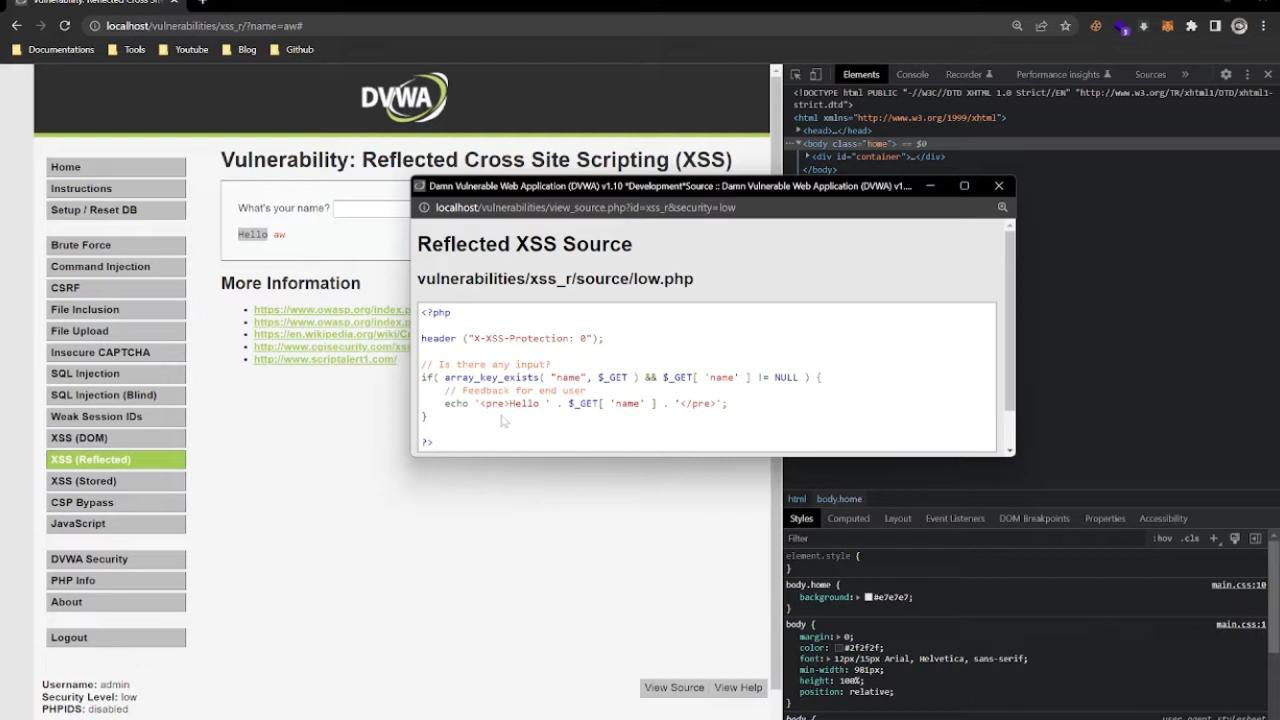 Vulnerability: Reflected Cross Sit
localhost/vulnerabilities/xss_r/?name=aw#
Documentations
Tools
Youtube
Blog
Github
DVWA
Home
Instructions
Setup / Reset DB
Brute Force
Command Injection
CSRF
File Inclusion
File Upload
Insecure CAPTCHA
SQL Injection
SQL Injection (Blind)
Weak Session IDs
XSS (DOM)
XSS (Reflected)
XSS (Stored)
CSP Bypass
JavaScript
DVWA Security
PHP Info
About
Logout
Username: admin
Security Level: low
PHPIDS: disabled
Vulnerability: Reflected Cross Site Scripting (XSS)
What's your name?
Hello aw
More Information
https://www.owasp.org/index.p
https://www.owasp.org/index.p
https://en.wikipedia.org/wiki/C
http://www.cgisecurity.com/xs
http://www.scriptalert1.com/
View Source
View Help
Damn Vulnerable Web Application (DVWA) v1.10 *Development*Source :: Damn Vulnerable Web Application (DVWA) v1....
localhost/vulnerabilities/view_source.php?id=xss_r&security=low
Reflected XSS Source
vulnerabilities/xss_r/source/low.php
<?php
header ("X-XSS-Protection: 0");
// Is there any input?
if( array_key_exists( "name", $_GET ) && $_GET[ 'name' ] != NULL ) {
// Feedback for end user
echo '<pre>Hello ' . $_GET[ 'name' ] . '</pre>';
}
?>
Elements
Console
Recorder
Performance insights
Sources
»
<!DOCTYPE html PUBLIC "-//W3C//DTD XHTML 1.0 Strict//EN" "http://www.w3.org/TR/xhtml1/DTD/xhtml1-
strict.dtd">
<html xmlns="http://www.w3.org/1999/xhtml">
<head>…</head>
<body class="home"> == $0
<div id="container">…</div>
</body>
html body.home
Styles
Computed
Layout
Event Listeners
DOM Breakpoints
Properties
Accessibility
Filter
:hov .cls +
element.style {
}
body.home { main.css:10
background: #e7e7e7;
}
body { main.css:1
margin: 0;
color: #2f2f2f;
font: 12px/15px Arial, Helvetica, sans-serif;
min-width: 981px;
height: 100%;
position: relative;
}